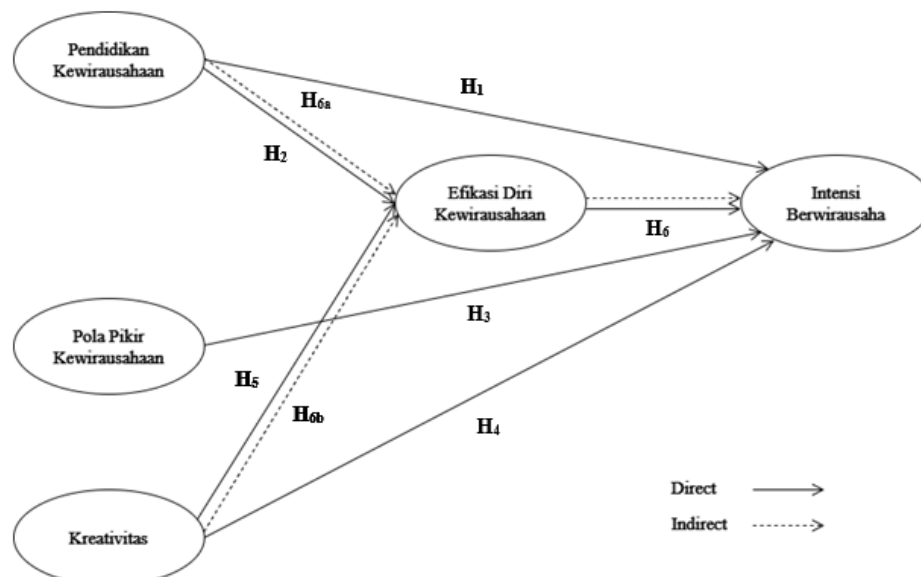 Pendidikan
Kewirausahaan
H1
H6a
H2
Efikasi Diri
Kewirausahaan
Intensi
Berwirausaha
H6
H3
Pola Pikir
Kewirausahaan
H5
H6b
H4
Direct
Indirect
Kreativitas